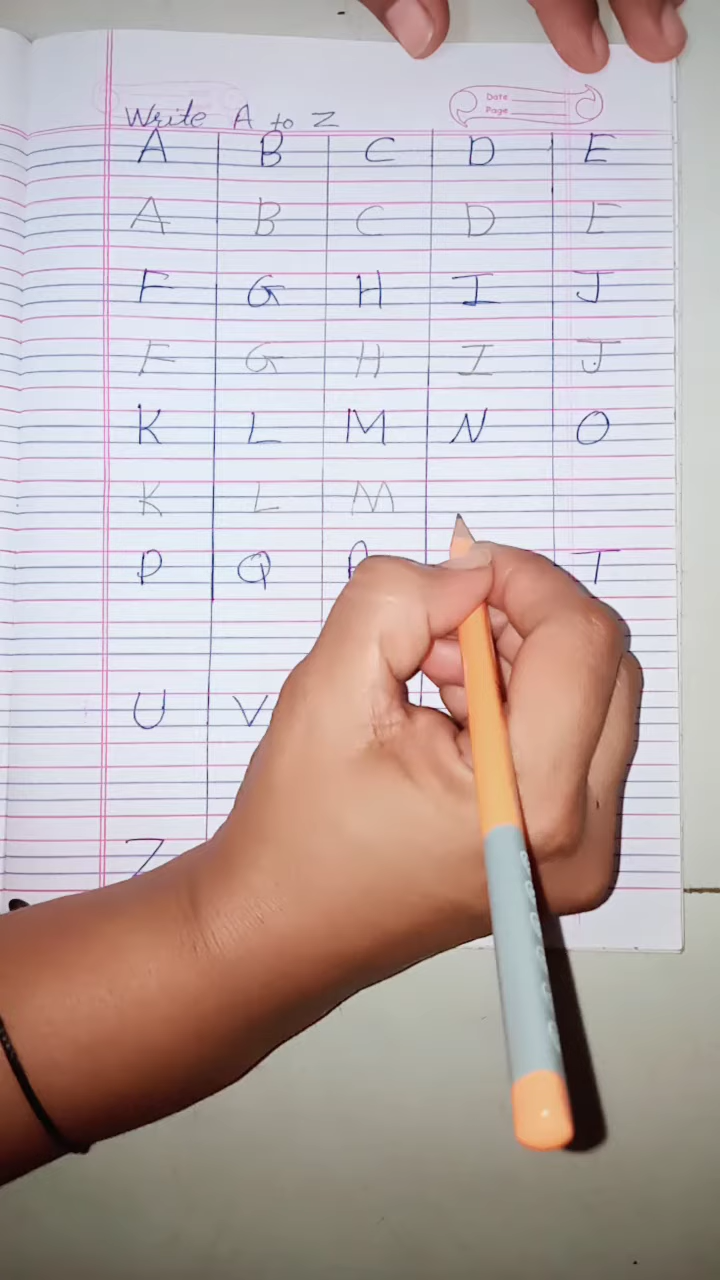 Write A to Z
Date
Page
A B C D E
A B C D E
F G H I J
F G H I J
K L M N O
K L M
P Q T
U V
Z